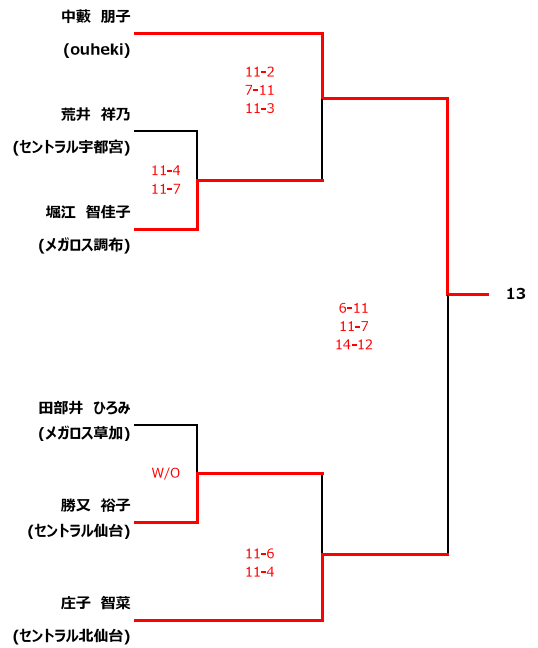 中藪 朋子
(ouheki)
11-2
7-11
11-3
荒井 祥乃
(セントラル宇都宮)
11-4
11-7
堀江 智佳子
(メガロス調布)
13
6-11
11-7
14-12
田部井 ひろみ
(メガロス草加)
W/O
勝又 裕子
(セントラル仙台)
11-6
11-4
庄子 智菜
(セントラル北仙台)